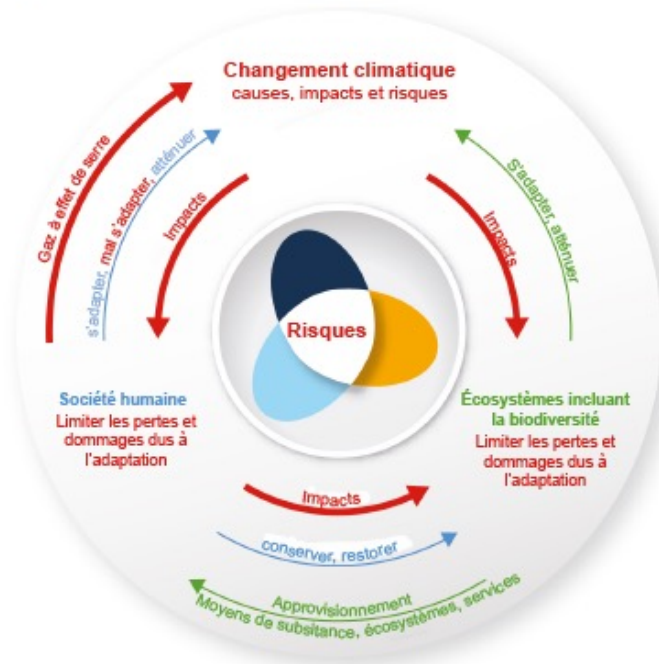 Changement climatique
causes, impacts et risques
Gaz à effet de serre
s'adapter, mal s'adapter, atténuer
Impacts
Impacts
S'adapter, atténuer
Risques
Société humaine
Limiter les pertes et
dommages dus à
l'adaptation
Écosystèmes incluant
la biodiversité
Limiter les pertes et
dommages dus à
l'adaptation
Impacts
conserver, restorer
Approvisionnement
Moyens de subsitance, écosystèmes, services